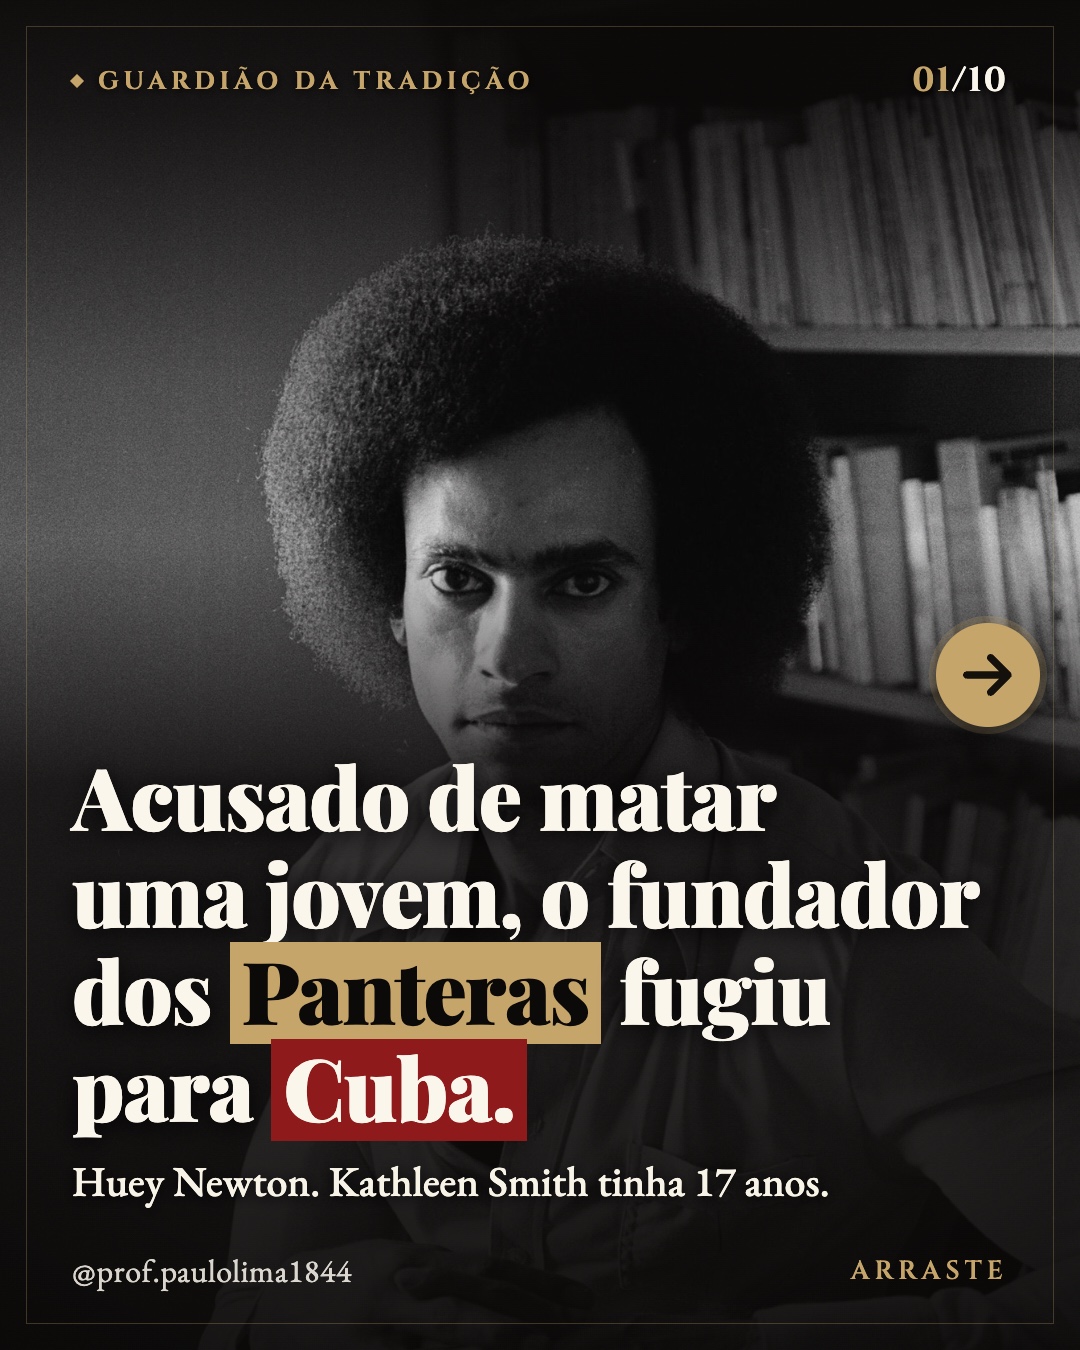 GUARDIÃO DA TRADIÇÃO
01/10
Acusado de matar
uma jovem, o fundador
dos Panteras fugiu
para Cuba.
Huey Newton. Kathleen Smith tinha 17 anos.
@prof.paulolima1844
ARRASTE